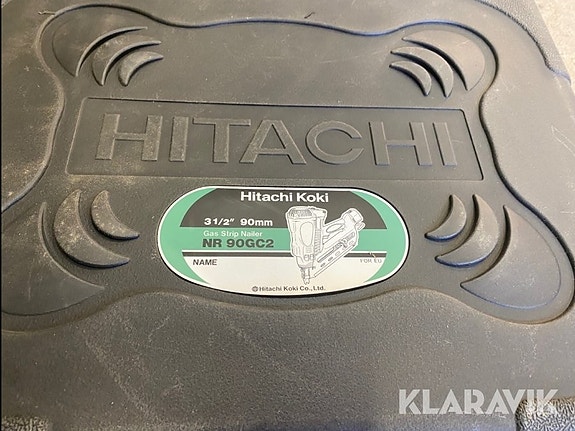 HITACHI
Hitachi Koki
3 1/2" 90mm
Gas Strip Nailer
NR 90GC2
NAME
FOR EU
©Hitachi Koki Co., Ltd.
KLARAVIK